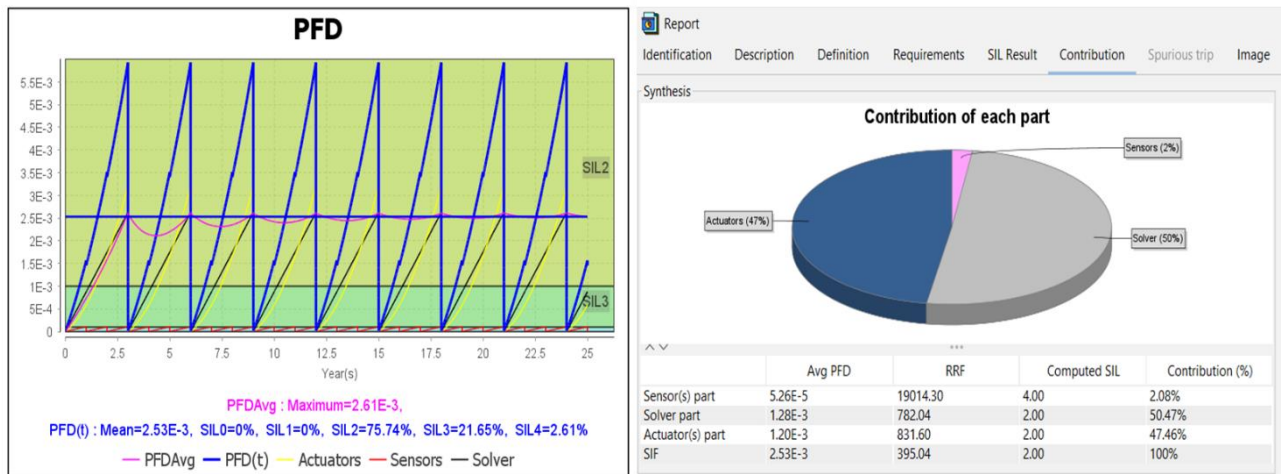 PFD
5.5E-3
5E-3
4.5E-3
4E-3
3.5E-3
3E-3
2.5E-3
2E-3
1.5E-3
1E-3
5E-4
0
SIL2
SIL3
0 2.5 5 7.5 10 12.5 15 17.5 20 22.5 25
Year(s)
PFDAvg : Maximum=2.61E-3,
PFD(t) : Mean=2.53E-3, SIL0=0%, SIL1=0%, SIL2=75.74%, SIL3=21.65%, SIL4=2.61%
PFDAvg PFD(t) Actuators Sensors Solver
Report
Identification Description Definition Requirements SIL Result Contribution Spurious trip Image
Synthesis
Contribution of each part
Sensors (2%)
Actuators (47%)
Solver (50%)
Avg PFD RRF Computed SIL Contribution (%)
Sensor(s) part 5.26E-5 19014.30 4.00 2.08%
Solver part 1.28E-3 782.04 2.00 50.47%
Actuator(s) part 1.20E-3 831.60 2.00 47.46%
SIF 2.53E-3 395.04 2.00 100%